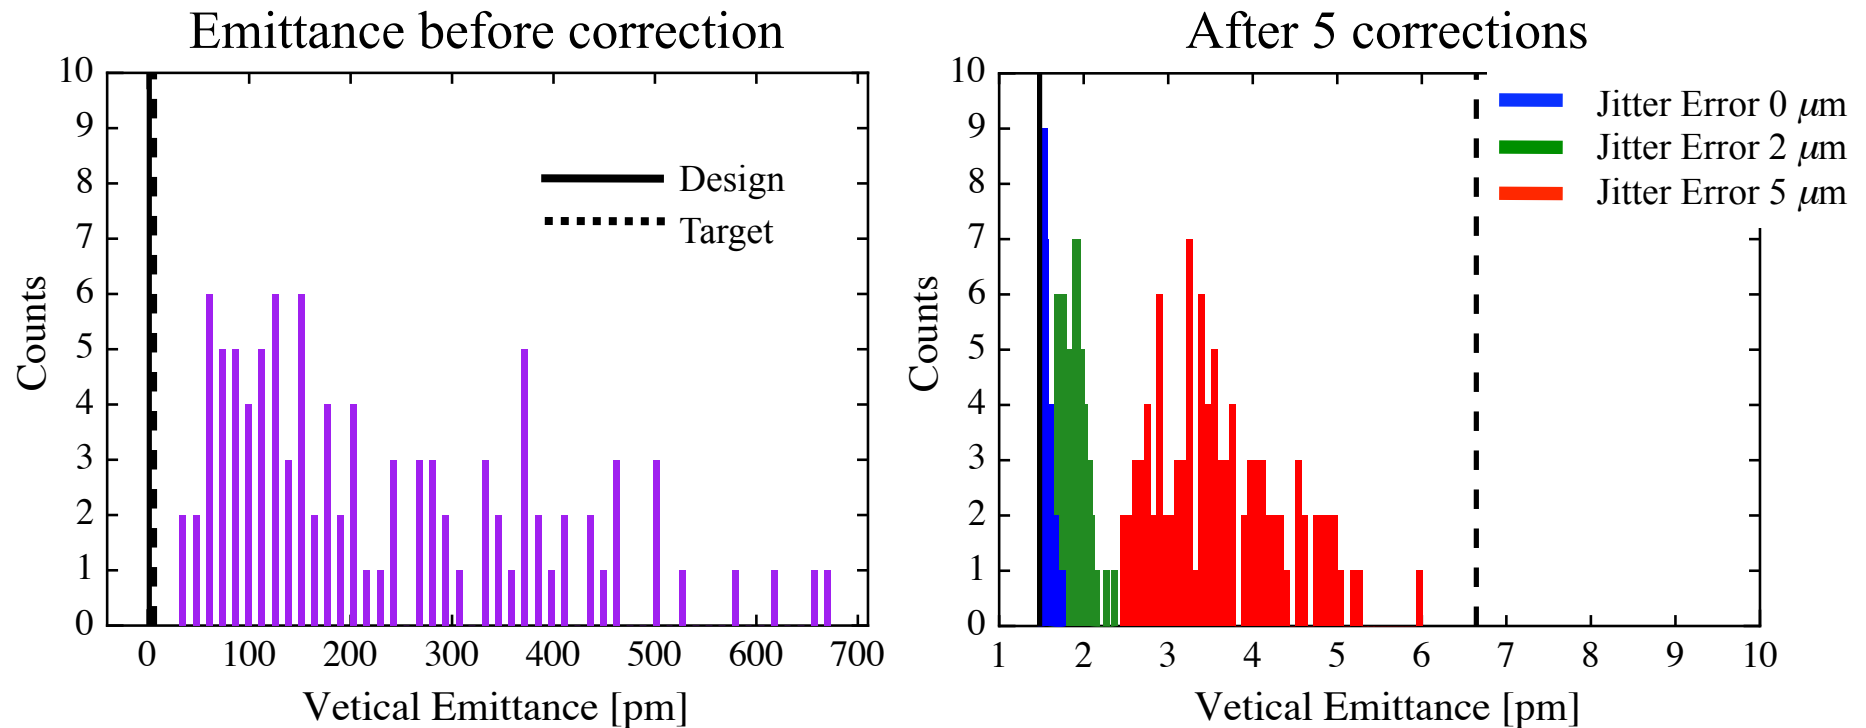 Emittance before correction
10
9
8
7
6
5
4
3
2
1
0
Counts
Design
Target
0 100 200 300 400 500 600 700
Vetical Emittance [pm]
After 5 corrections
10
9
8
7
6
5
4
3
2
1
0
Counts
Jitter Error 0 μm
Jitter Error 2 μm
Jitter Error 5 μm
1 2 3 4 5 6 7 8 9 10
Vetical Emittance [pm]